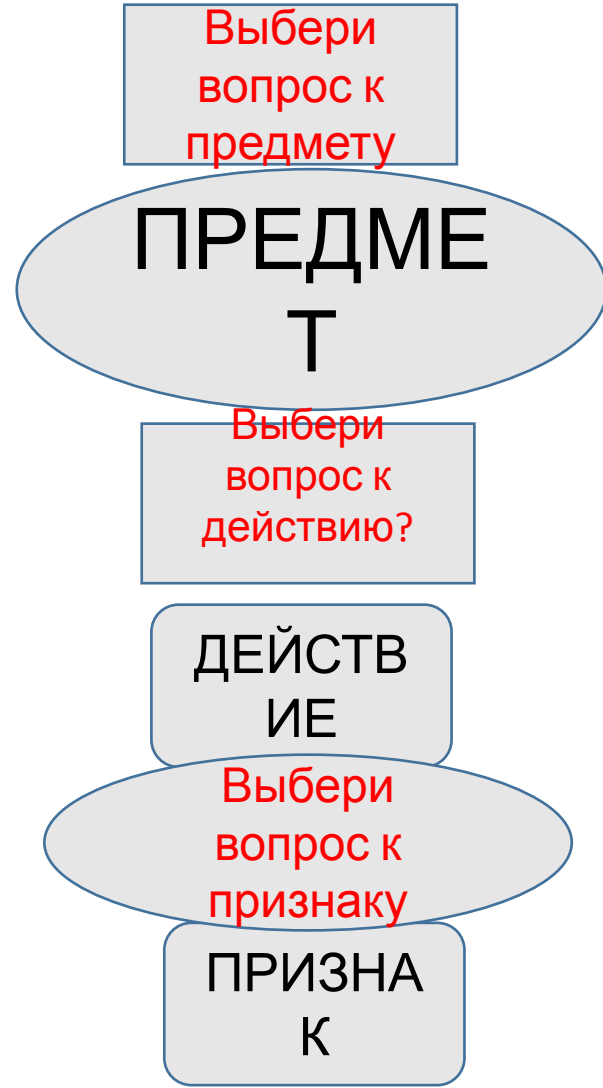 Выбери
вопрос к
предмету
ПРЕДМЕ
Т
Выбери
вопрос к
действию?
ДЕЙСТВ
ИЕ
Выбери
вопрос к
признаку
ПРИЗНА
К